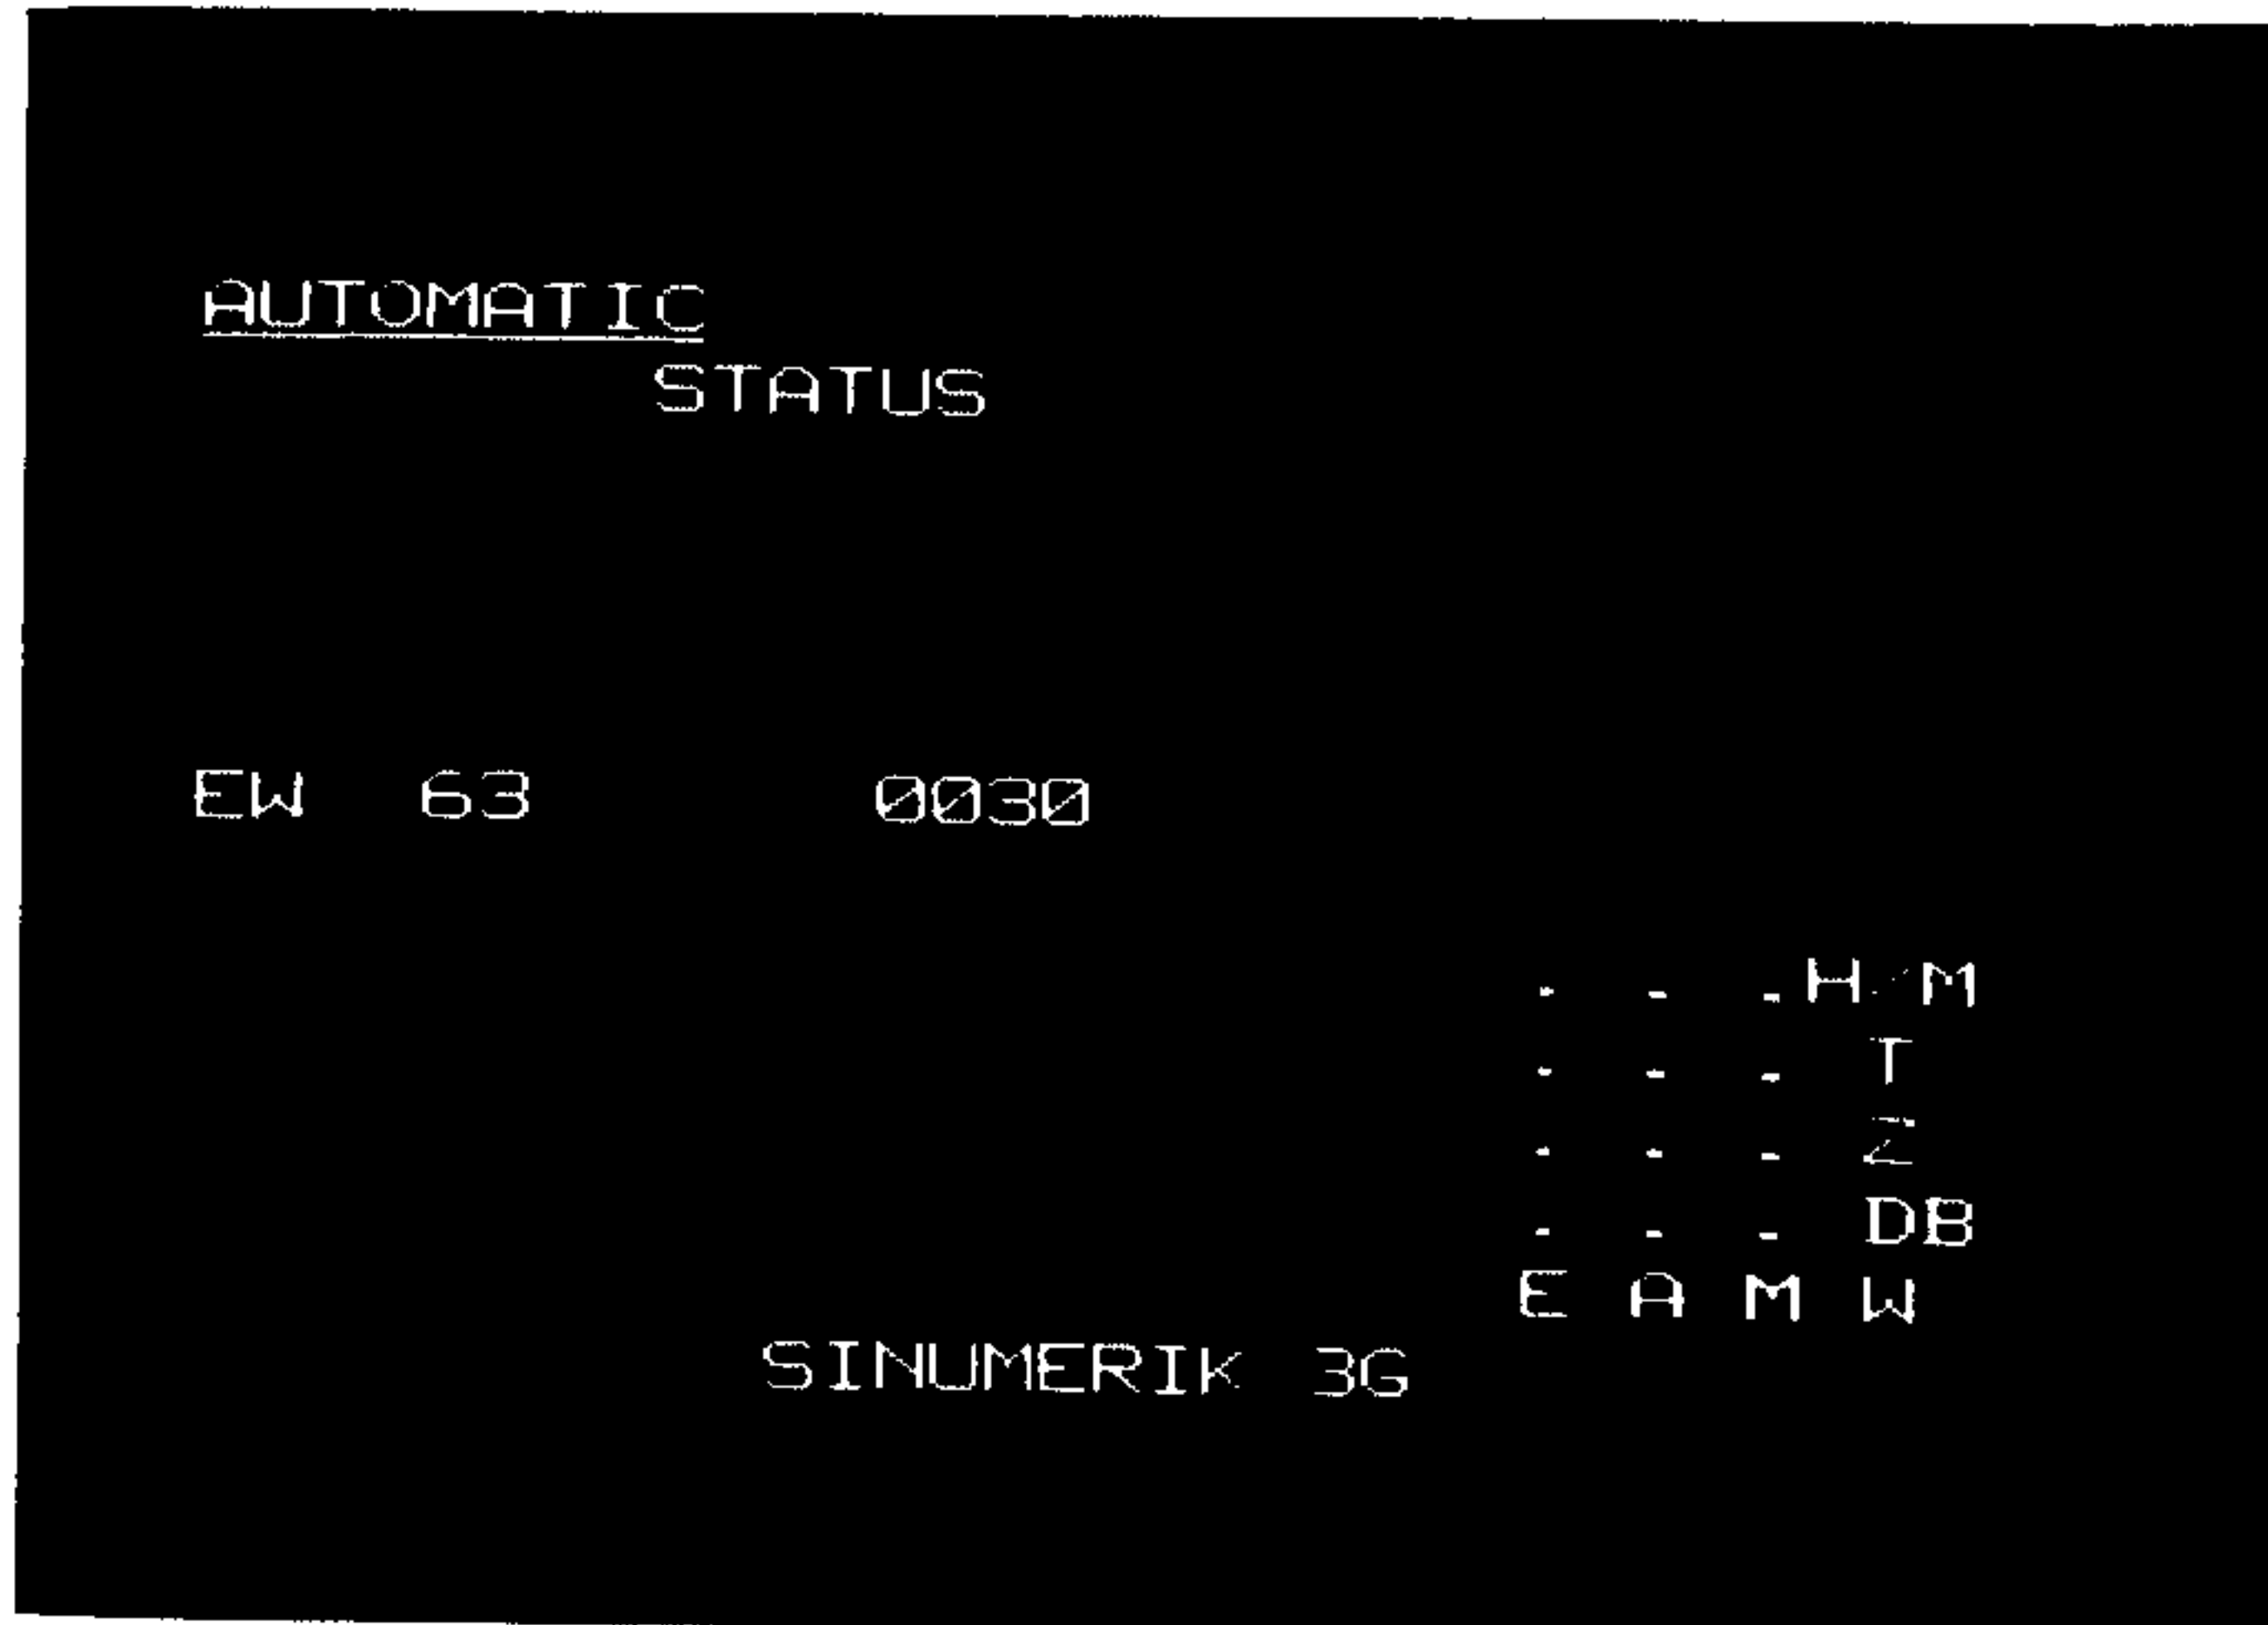 AUTOMATIC
STATUS
EW 63 0030
- - - H/M
- - - T
- - - Z
- - - DB
E A M W
SINUMERIK 3G